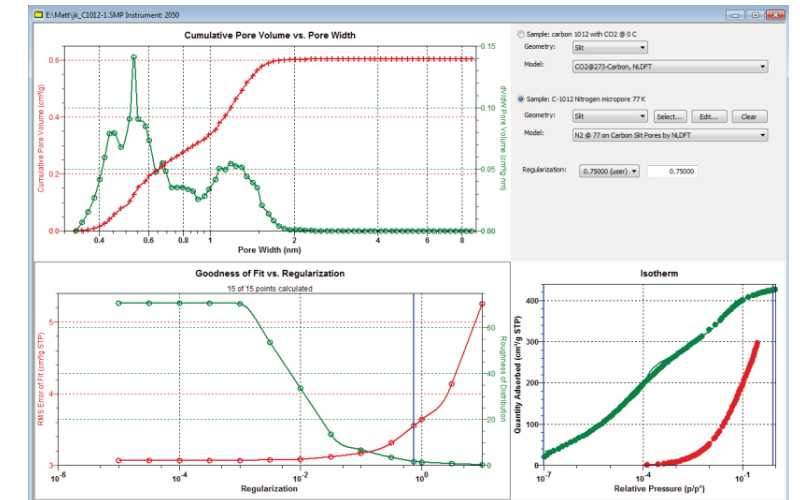 E:\Matt\jk_C1012-1.SMP Instrument: 2050
Cumulative Pore Volume vs. Pore Width
Cumulative Pore Volume (cm³/g)
0.6
0.4
0.2
0.0
0.15
0.10
0.05
0.00
dV/dW Pore Volume (cm³/g·nm)
0.4 0.6 0.8 1 2 4 6 8
Pore Width (nm)
Sample: carbon 1012 with CO2 @ 0 C
Geometry: Slit
Model: CO2@273-Carbon, NLDFT
Sample: C-1012 Nitrogen micropore 77 K
Geometry: Slit Select... Edit... Clear
Model: N2 @ 77 on Carbon Slit Pores by NLDFT
Regularization: 0.75000 (user) 0.75000
Goodness of Fit vs. Regularization
15 of 15 points calculated
RMS Error of Fit (cm³/g STP)
5
4
3
60
40
20
0
Roughness of Distribution
10⁻⁶ 10⁻⁴ 10⁻² 10⁰
Regularization
Isotherm
Quantity Adsorbed (cm³/g STP)
400
300
200
100
0
10⁻⁷ 10⁻⁴ 10⁻¹
Relative Pressure (p/p°)